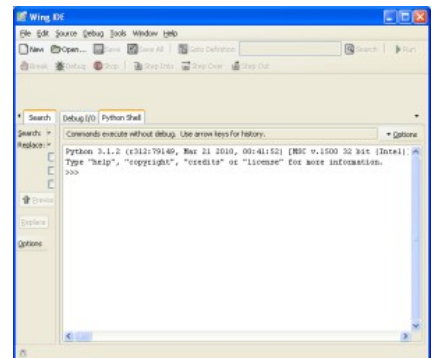 Wing IDE
File Edit Source Debug Tools Window Help
New Open... Save Save All Goto Definition Search Run
Break Debug Stop Step Into Step Over Step Out
Search Debug I/O Python Shell
Search: Commands execute without debug. Use arrow keys for history. Options
Replace:
Python 3.1.2 (r312:79149, Mar 21 2010, 00:41:52) [MSC v.1500 32 bit (Intel)]
Type "help", "copyright", "credits" or "license" for more information.
>>>
Replace
Options